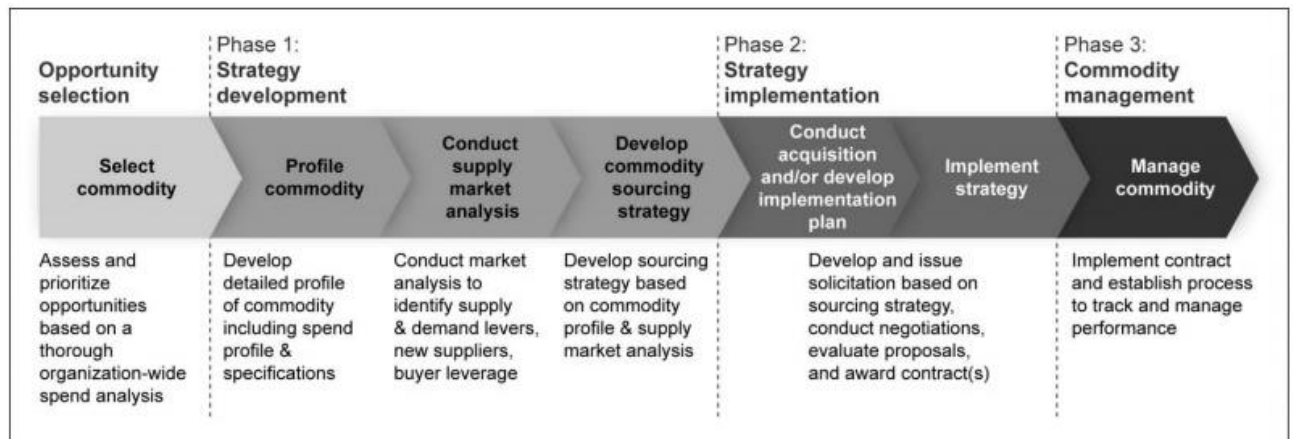 Opportunity
selection
Phase 1:
Strategy
development
Phase 2:
Strategy
implementation
Phase 3:
Commodity
management
Select
commodity
Profile
commodity
Conduct
supply
market
analysis
Develop
commodity
sourcing
strategy
Conduct
acquisition
and/or develop
implementation
plan
Implement
strategy
Manage
commodity
Assess and
prioritize
opportunities
based on a
thorough
organization-wide
spend analysis
Develop
detailed profile
of commodity
including spend
profile &
specifications
Conduct market
analysis to
identify supply
& demand levers,
new suppliers,
buyer leverage
Develop sourcing
strategy based
on commodity
profile & supply
market analysis
Develop and issue
solicitation based on
sourcing strategy,
conduct negotiations,
evaluate proposals,
and award contract(s)
Implement contract
and establish process
to track and manage
performance